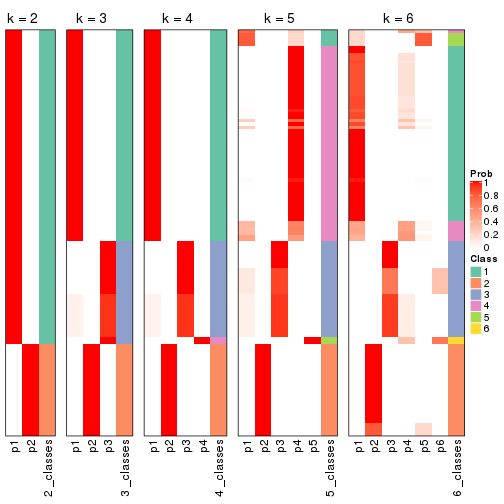 k = 2
k = 3
k = 4
k = 5
k = 6
Prob
1
0.8
0.6
0.4
0.2
0
Class
1
2
3
4
5
6
p1
p2
2_classes
p1
p2
p3
3_classes
p1
p2
p3
p4
4_classes
p1
p2
p3
p4
p5
5_classes
p1
p2
p3
p4
p5
p6
6_classes